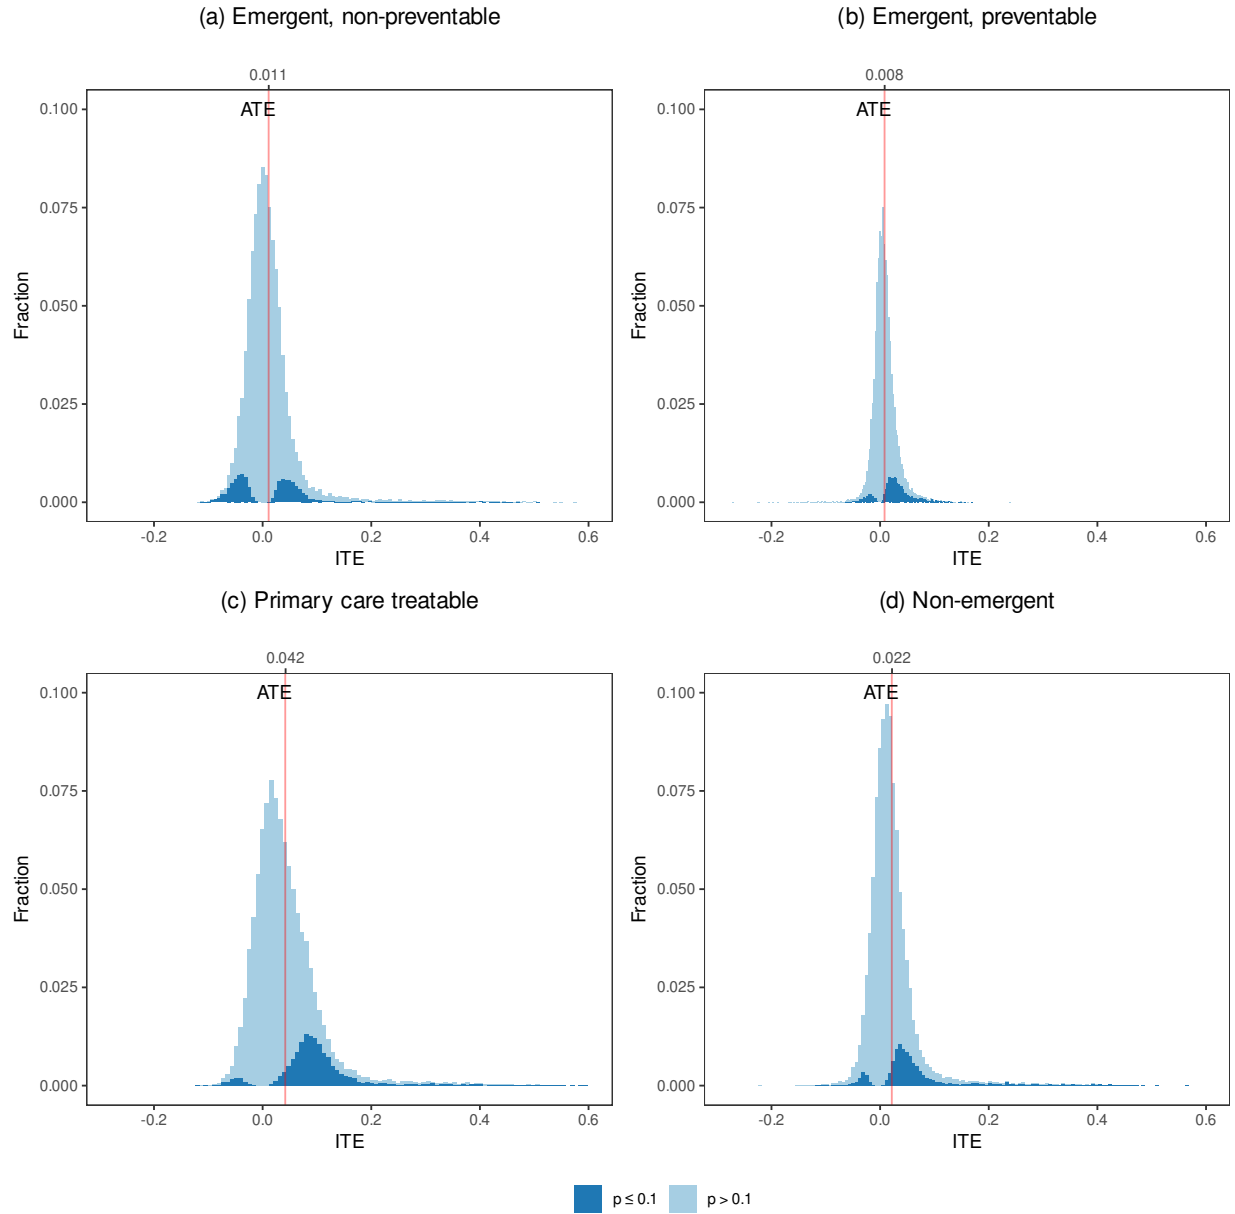 (a) Emergent, non-preventable
0.011
ATE
0.100
0.075
0.050
0.025
0.000
Fraction
-0.2 0.0 0.2 0.4 0.6
ITE
(b) Emergent, preventable
0.008
ATE
0.100
0.075
0.050
0.025
0.000
Fraction
-0.2 0.0 0.2 0.4 0.6
ITE
(c) Primary care treatable
0.042
ATE
0.100
0.075
0.050
0.025
0.000
Fraction
-0.2 0.0 0.2 0.4 0.6
ITE
(d) Non-emergent
0.022
ATE
0.100
0.075
0.050
0.025
0.000
Fraction
-0.2 0.0 0.2 0.4 0.6
ITE
p ≤ 0.1 p > 0.1